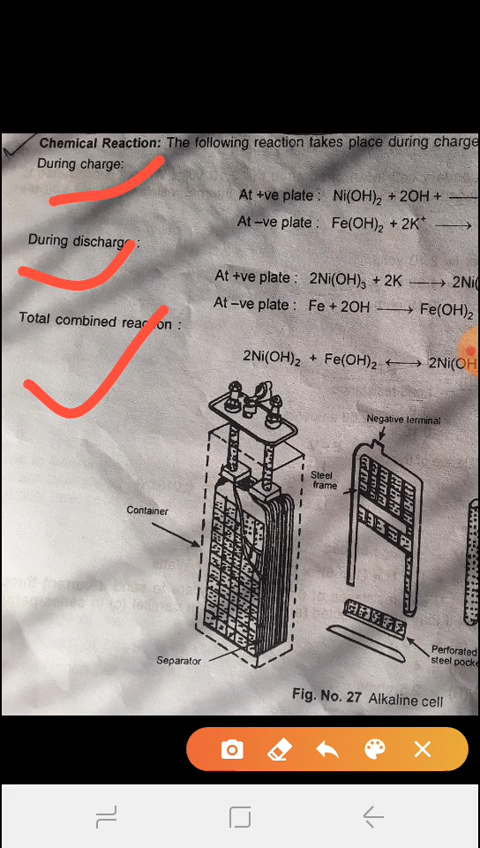 Chemical Reaction: The following reaction takes place during charge
During charge:
At +ve plate : Ni(OH)₂ + 2OH +
At –ve plate : Fe(OH)₂ + 2K⁺ ⟶
During discharge :
At +ve plate : 2Ni(OH)₃ + 2K ⟶ 2Ni(
At –ve plate : Fe + 2OH ⟶ Fe(OH)₂
Total combined reaction :
2Ni(OH)₂ + Fe(OH)₂ ⟷ 2Ni(OH
Negative terminal
Steel
frame
Container
Separator
Perforated
steel pocke
Fig. No. 27 Alkaline cell